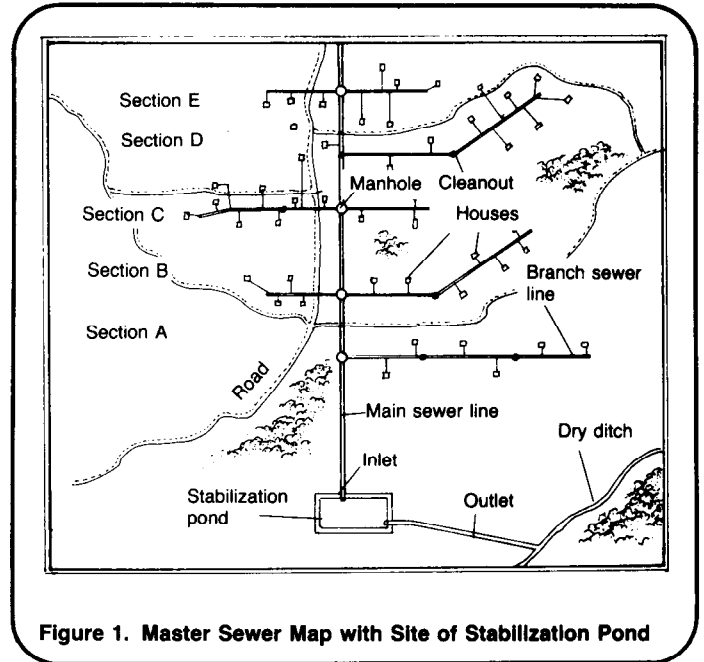 Section E
Section D
Manhole
Cleanout
Section C
Houses
Section B
Branch sewer
line
Section A
Road
Main sewer line
Dry ditch
Inlet
Stabilization
pond
Outlet
Figure 1. Master Sewer Map with Site of Stabilization Pond